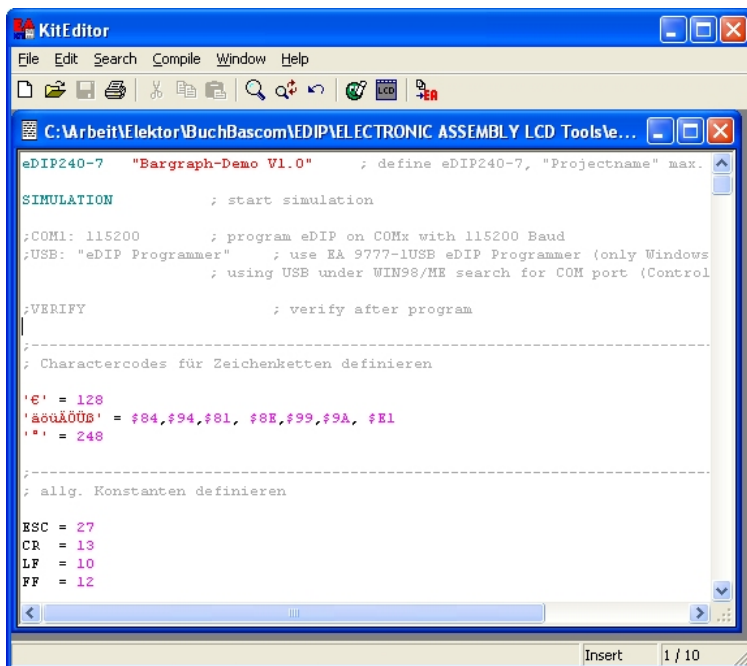 KitEditor
File Edit Search Compile Window Help
LCD EA
C:\Arbeit\Elektor\BuchBascom\EDIP\ELECTRONIC ASSEMBLY LCD Tools\e...
eDIP240-7 "Bargraph-Demo V1.0" ; define eDIP240-7, "Projectname" max.
SIMULATION ; start simulation
;COM1: 115200 ; program eDIP on COMx with 115200 Baud
;USB: "eDIP Programmer" ; use EA 9777-1USB eDIP Programmer (only Windows
; using USB under WIN98/ME search for COM port (Control
;VERIFY ; verify after program
;--------------------------------------------------------------------
; Charactercodes für Zeichenketten definieren
'€' = 128
'äöüÄÖÜß' = $84,$94,$81, $8E,$99,$9A, $E1
'°' = 248
;--------------------------------------------------------------------
; allg. Konstanten definieren
ESC = 27
CR = 13
LF = 10
FF = 12
Insert 1 / 10